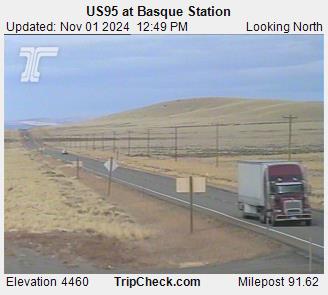 US95 at Basque Station
Updated: Nov 01 2024 12:49 PM Looking North
Elevation 4460 TripCheck.com Milepost 91.62